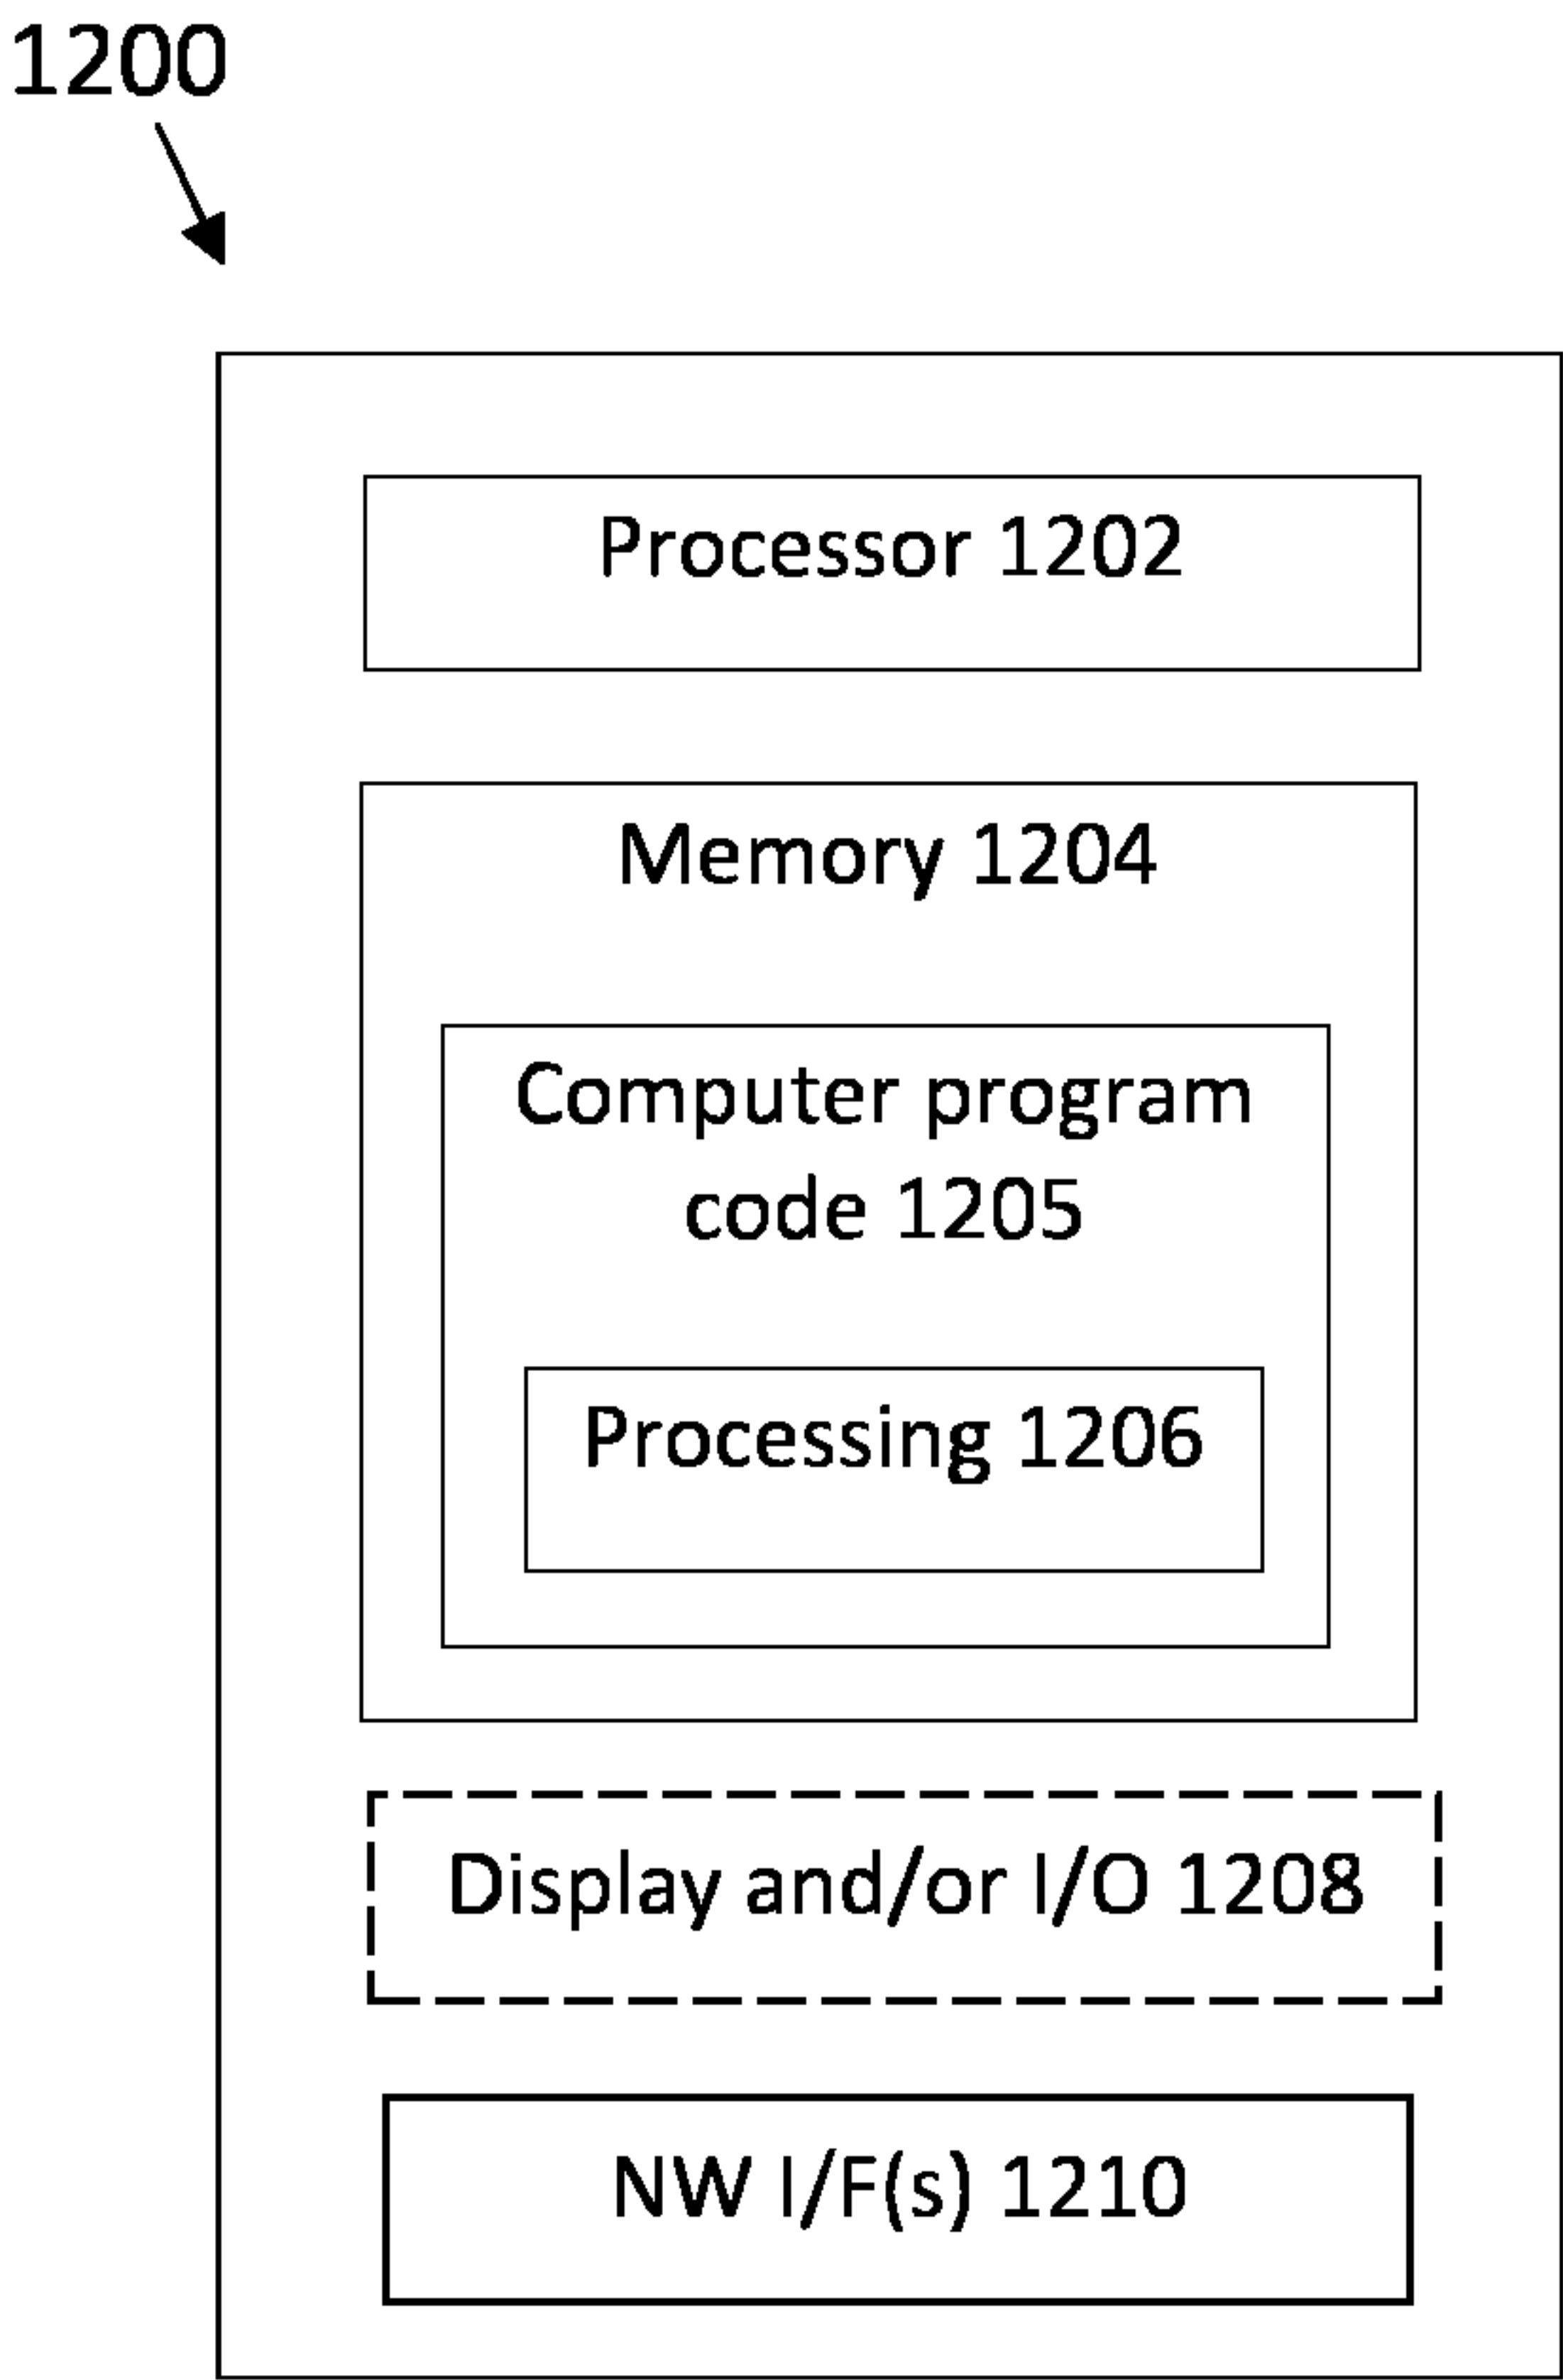 1200
Processor 1202
Memory 1204
Computer program
code 1205
Processing 1206
Display and/or I/O 1208
NW I/F(s) 1210